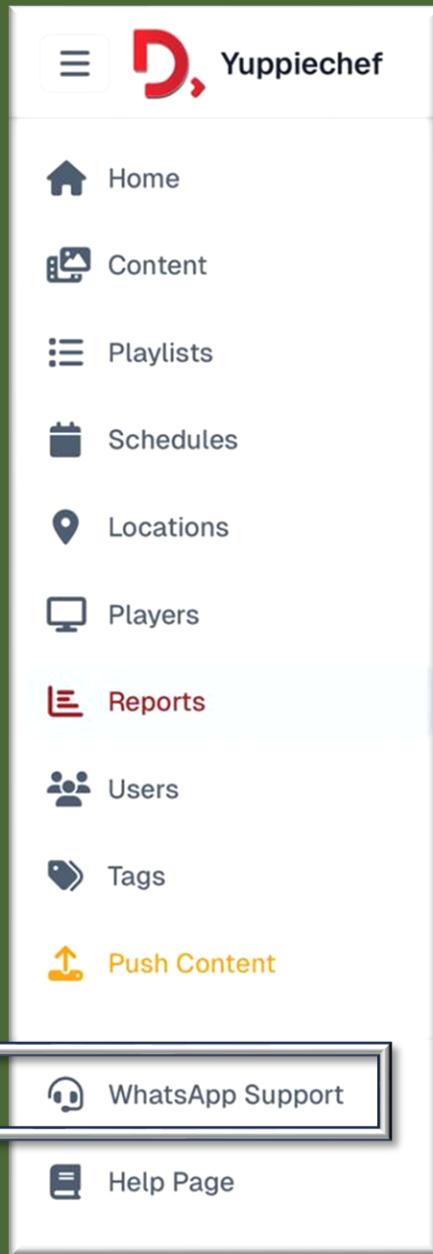 Yuppiechef
Home
Content
Playlists
Schedules
Locations
Players
Reports
Users
Tags
Push Content
WhatsApp Support
Help Page